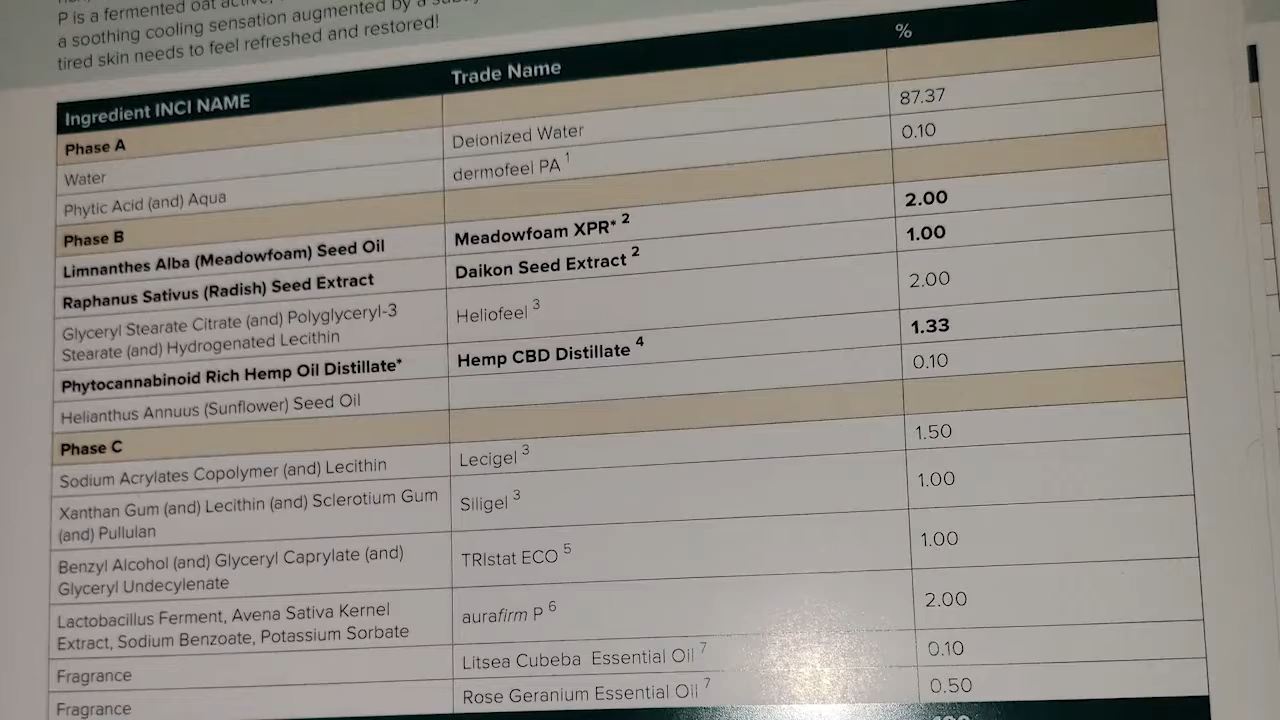 P is a fermented oat active,
a soothing cooling sensation augmented by a
tired skin needs to feel refreshed and restored!
Ingredient INCI NAME Trade Name %
Phase A
Water Deionized Water 87.37
Phytic Acid (and) Aqua dermofeel PA 1 0.10
Phase B
Limnanthes Alba (Meadowfoam) Seed Oil Meadowfoam XPR* 2 2.00
Raphanus Sativus (Radish) Seed Extract Daikon Seed Extract 2 1.00
Glyceryl Stearate Citrate (and) Polyglyceryl-3
Stearate (and) Hydrogenated Lecithin Heliofeel 3 2.00
Phytocannabinoid Rich Hemp Oil Distillate* Hemp CBD Distillate 4 1.33
Helianthus Annuus (Sunflower) Seed Oil 0.10
Phase C
Sodium Acrylates Copolymer (and) Lecithin Lecigel 3 1.50
Xanthan Gum (and) Lecithin (and) Sclerotium Gum
(and) Pullulan Siligel 3 1.00
Benzyl Alcohol (and) Glyceryl Caprylate (and)
Glyceryl Undecylenate TRIstat ECO 5 1.00
Lactobacillus Ferment, Avena Sativa Kernel
Extract, Sodium Benzoate, Potassium Sorbate aurafirm P 6 2.00
Fragrance Litsea Cubeba Essential Oil 7 0.10
Fragrance Rose Geranium Essential Oil 7 0.50